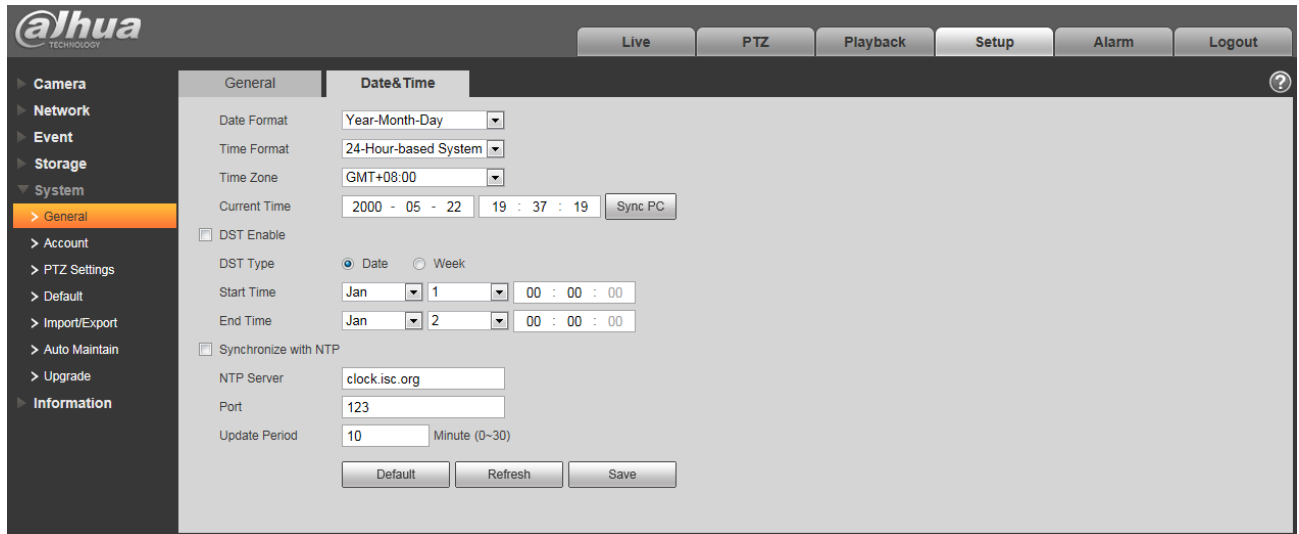 alhua
TECHNOLOGY
Live PTZ Playback Setup Alarm Logout
Camera
Network
Event
Storage
System
> General
> Account
> PTZ Settings
> Default
> Import/Export
> Auto Maintain
> Upgrade
Information
General Date&Time ?
Date Format Year-Month-Day
Time Format 24-Hour-based System
Time Zone GMT+08:00
Current Time 2000 - 05 - 22 19 : 37 : 19 Sync PC
DST Enable
DST Type Date Week
Start Time Jan 1 00 : 00 : 00
End Time Jan 2 00 : 00 : 00
Synchronize with NTP
NTP Server clock.isc.org
Port 123
Update Period 10 Minute (0~30)
Default Refresh Save